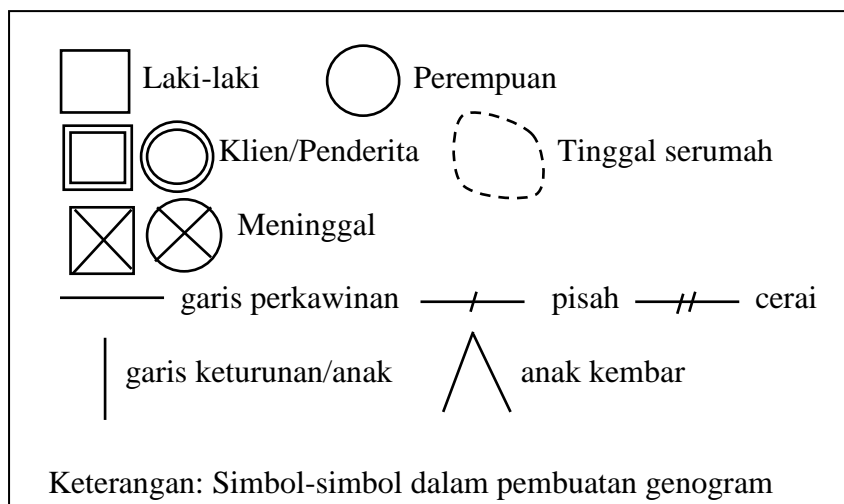 Laki-laki Perempuan
Klien/Penderita Tinggal serumah
Meninggal
garis perkawinan pisah cerai
garis keturunan/anak anak kembar
Keterangan: Simbol-simbol dalam pembuatan genogram